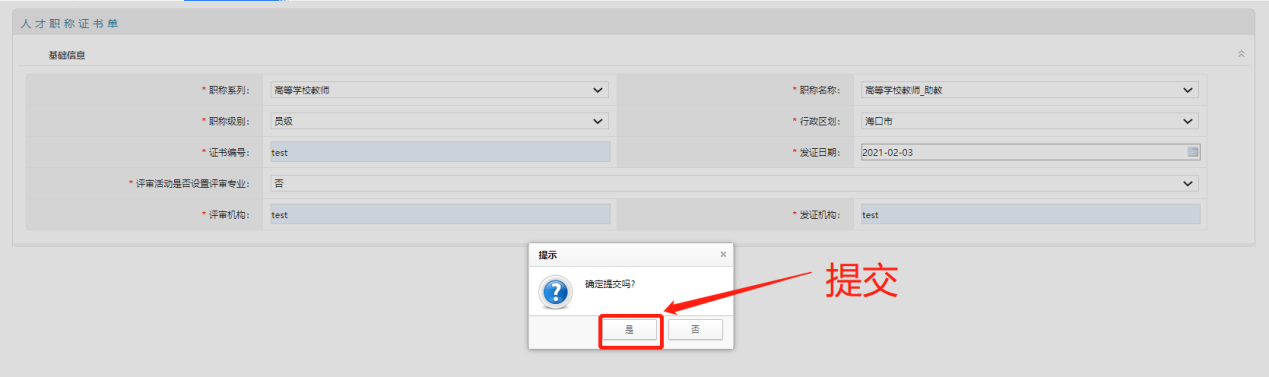 人才职称证书单
基础信息
* 职称系列: 高等学校教师 * 职称名称: 高等学校教师_助教
* 职称级别: 员级 * 行政区划: 海口市
* 证书编号: test * 发证日期: 2021-02-03
* 评审活动是否设置评审专业: 否
* 评审机构: test * 发证机构: test
提示 ×
确定提交吗?
提交
是 否